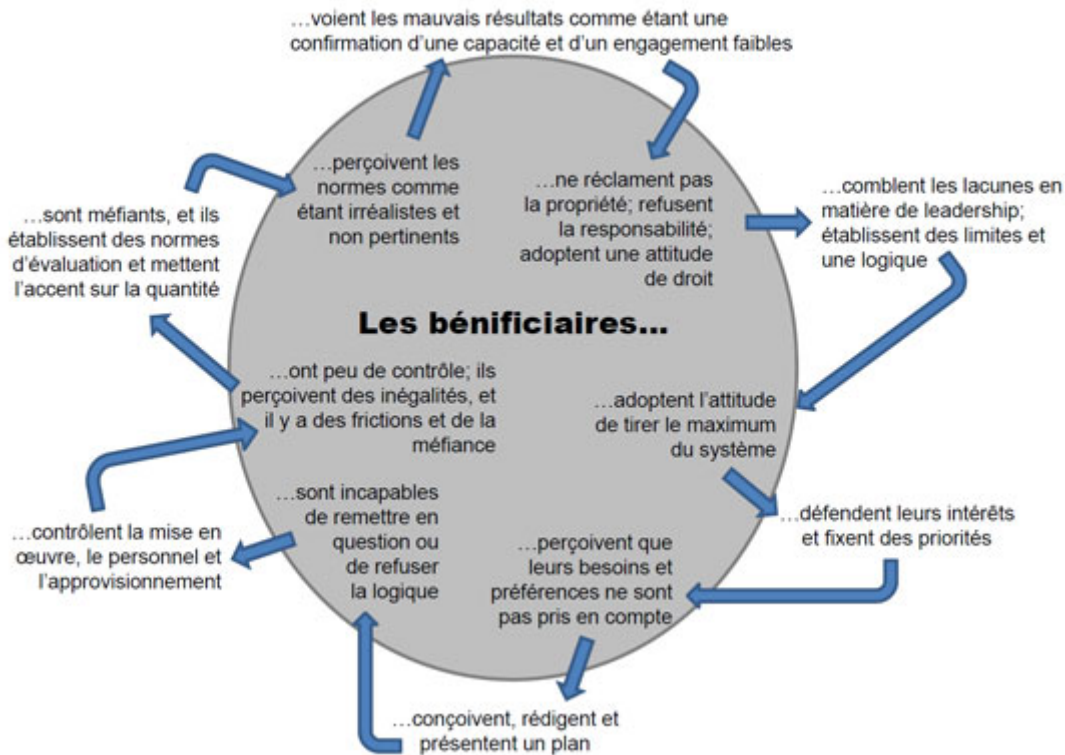 …voient les mauvais résultats comme étant une
confirmation d’une capacité et d’un engagement faibles
…perçoivent les
normes comme
étant irréalistes et
non pertinents
…ne réclament pas
la propriété; refusent
la responsabilité;
adoptent une attitude
de droit
…comblent les lacunes en
matière de leadership;
établissent des limites et
une logique
…sont méfiants, et ils
établissent des normes
d’évaluation et mettent
l’accent sur la quantité
Les bénificiaires…
…ont peu de contrôle; ils
perçoivent des inégalités, et
il y a des frictions et de la
méfiance
…adoptent l’attitude
de tirer le maximum
du système
…sont incapables
de remettre en
question ou
de refuser
la logique
…contrôlent la mise en
œuvre, le personnel et
l’approvisionnement
…perçoivent que
leurs besoins et
préférences ne sont
pas pris en compte
…défendent leurs intérêts
et fixent des priorités
…conçoivent, rédigent et
présentent un plan